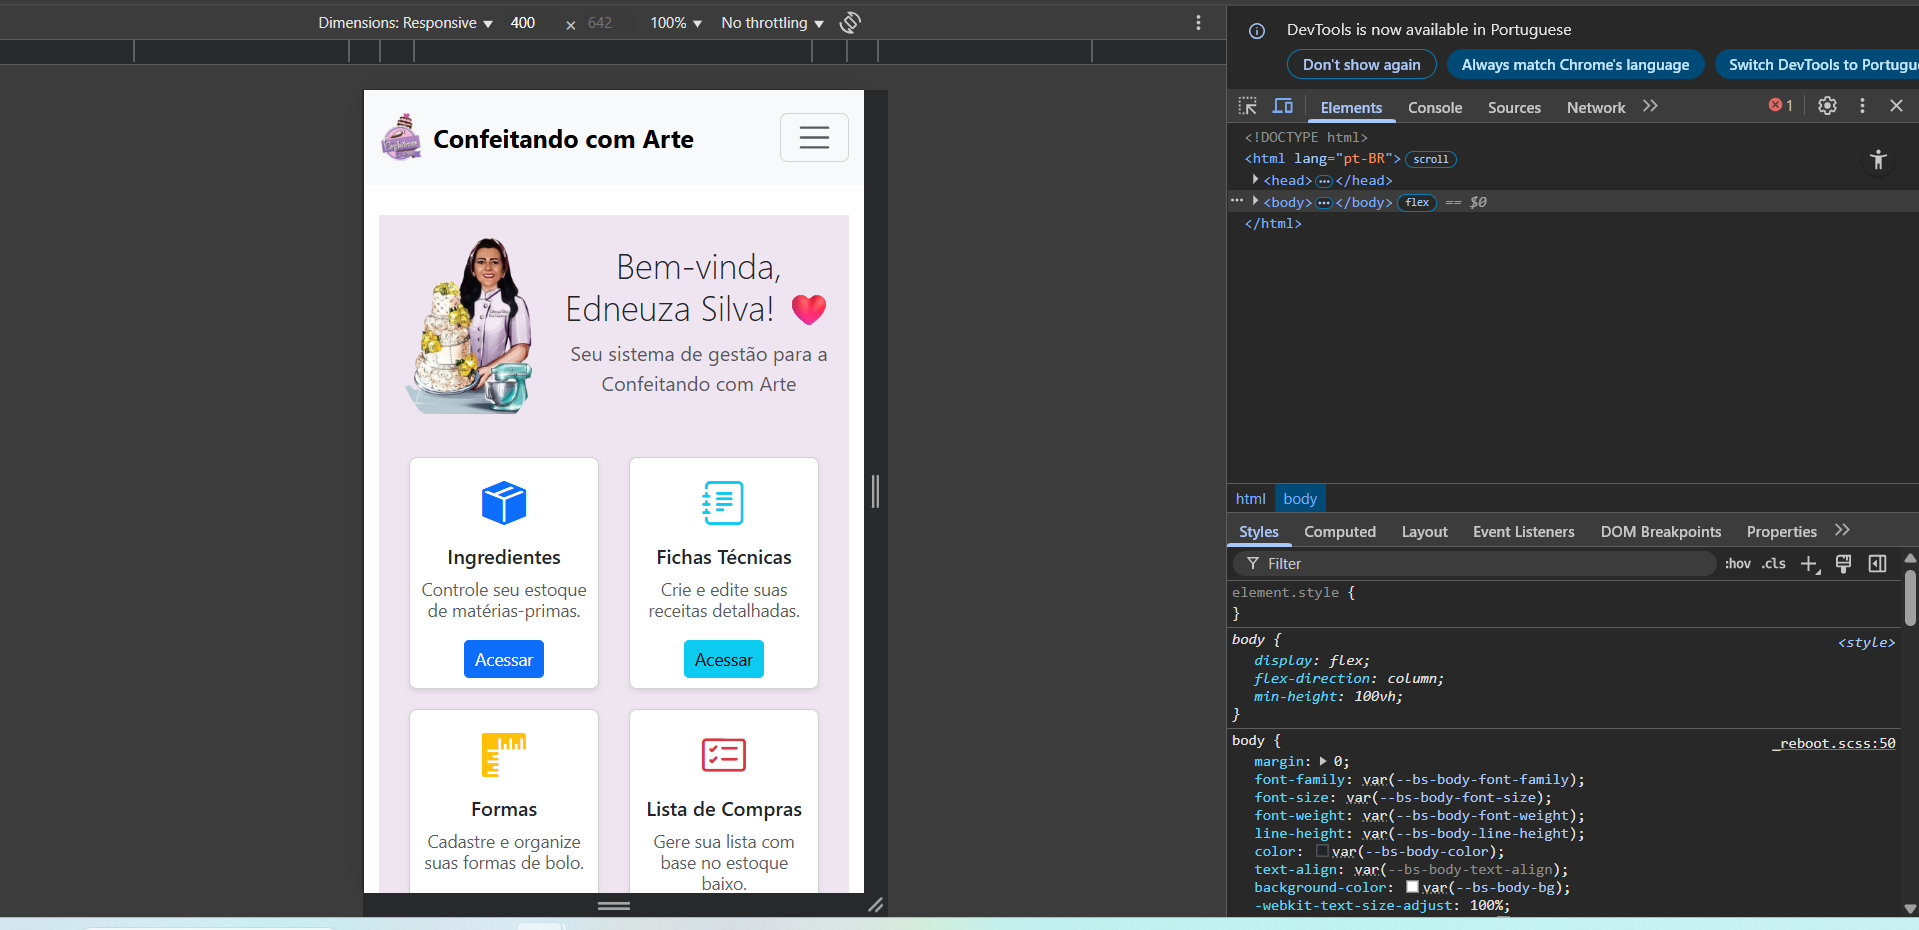 Dimensions: Responsive 400 × 642 100% No throttling
DevTools is now available in Portuguese
Don't show again Always match Chrome's language Switch DevTools to Portugu
Elements Console Sources Network 1
<!DOCTYPE html>
<html lang="pt-BR"> scroll
<head> ··· </head>
··· <body> ··· </body> flex == $0
</html>
Confeitando com Arte
Bem-vinda,
Edneuza Silva!
Seu sistema de gestão para a
Confeitando com Arte
Ingredientes
Controle seu estoque
de matérias-primas.
Acessar
Fichas Técnicas
Crie e edite suas
receitas detalhadas.
Acessar
Formas
Cadastre e organize
suas formas de bolo.
Lista de Compras
Gere sua lista com
base no estoque
baixo.
html body
Styles Computed Layout Event Listeners DOM Breakpoints Properties
Filter :hov .cls
element.style {
}
body { <style>
display: flex;
flex-direction: column;
min-height: 100vh;
}
body { _reboot.scss:50
margin: 0;
font-family: var(--bs-body-font-family);
font-size: var(--bs-body-font-size);
font-weight: var(--bs-body-font-weight);
line-height: var(--bs-body-line-height);
color: var(--bs-body-color);
text-align: var(--bs-body-text-align);
background-color: var(--bs-body-bg);
-webkit-text-size-adjust: 100%;